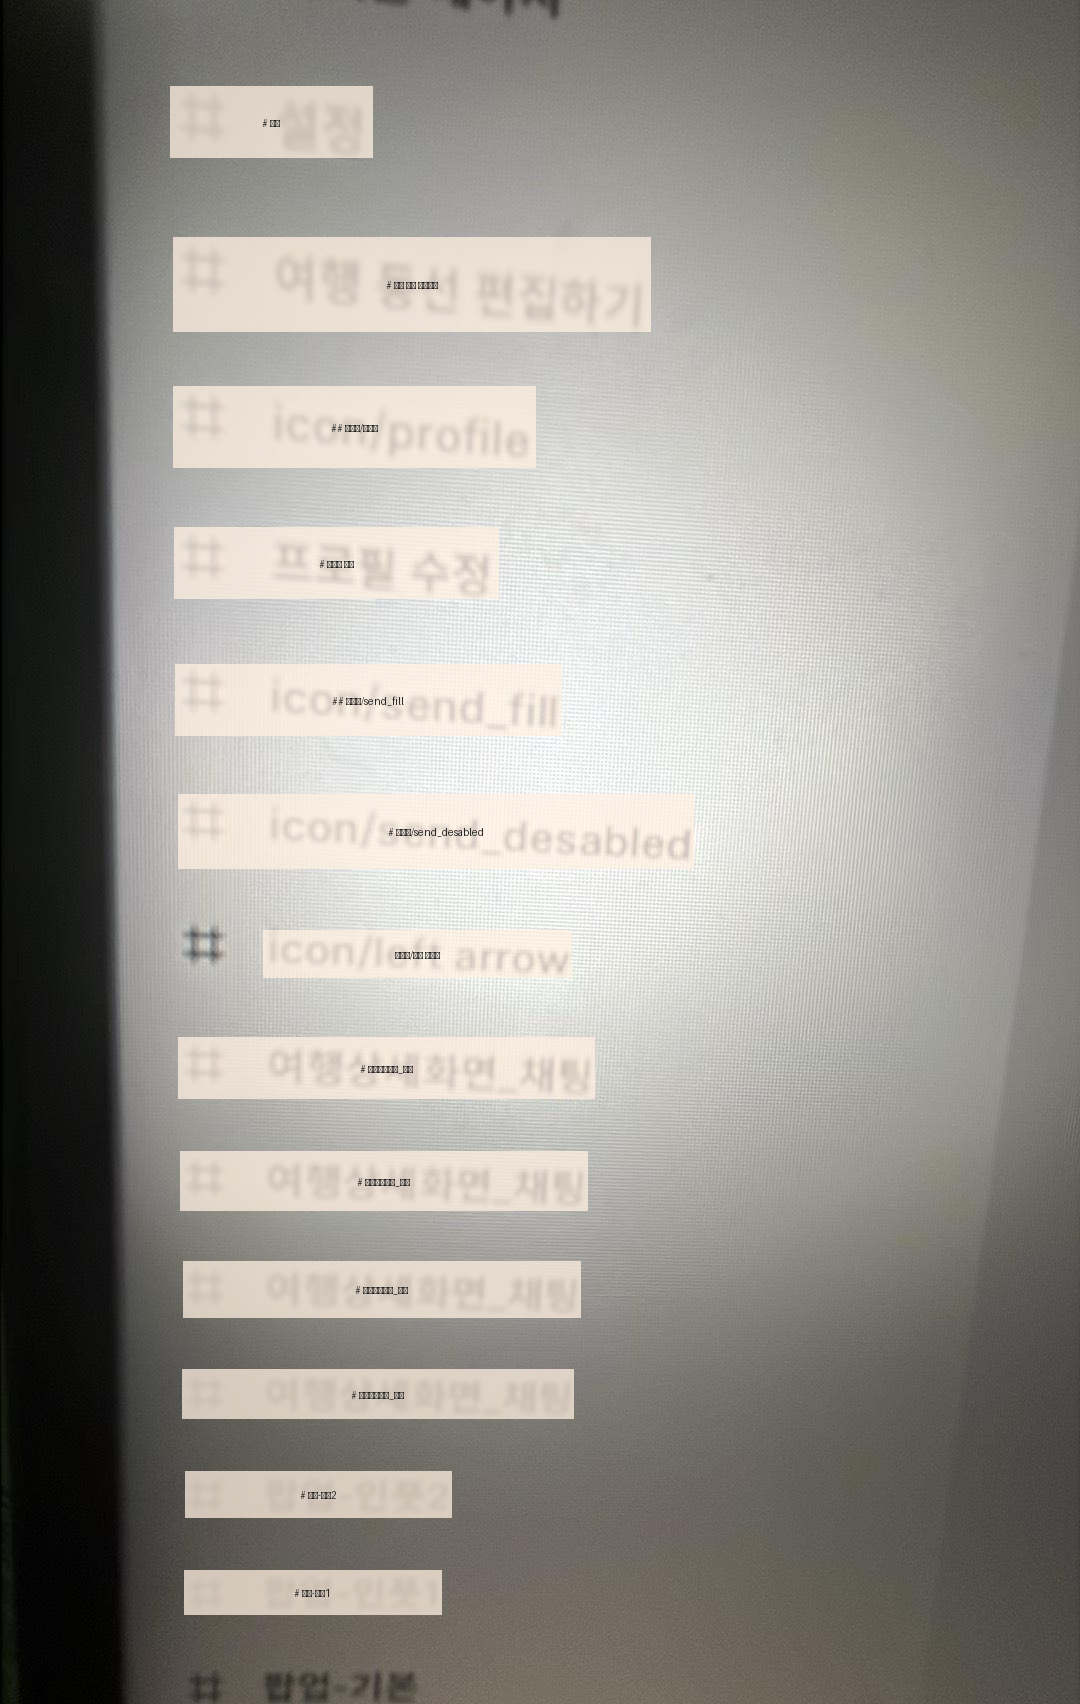 # 설정
# 여행 동선 편집하기
# icon/profile
# 프로필 수정
# icon/send_fill
# icon/send_desabled
# icon/left arrow
# 여행상세화면_채팅
# 여행상세화면_채팅
# 여행상세화면_채팅
# 여행상세화면_채팅
# 팝업-인풋2
# 팝업-인풋1
# 팝업-기본